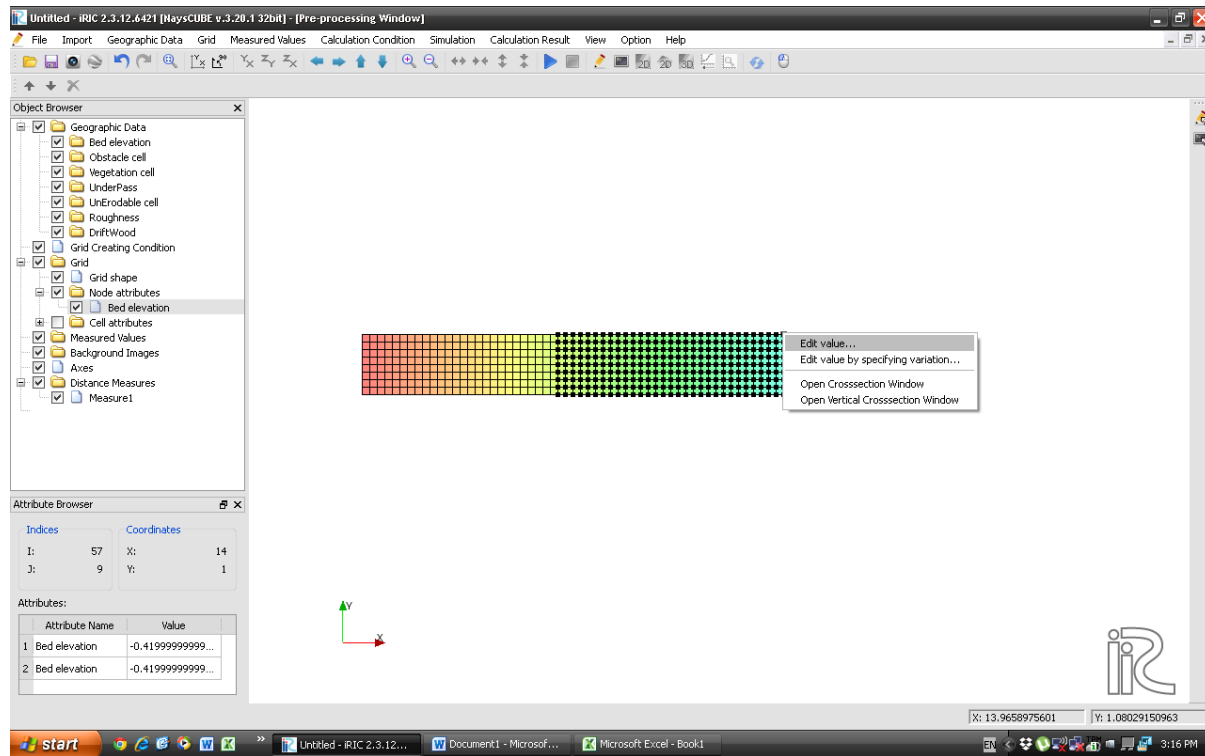 Untitled - iRIC 2.3.12.6421 [NaysCUBE v.3.20.1 32bit] - [Pre-processing Window]
File Import Geographic Data Grid Measured Values Calculation Condition Simulation Calculation Result View Option Help
Object Browser
Geographic Data
Bed elevation
Obstacle cell
Vegetation cell
UnderPass
UnErodable cell
Roughness
DriftWood
Grid Creating Condition
Grid
Grid shape
Node attributes
Bed elevation
Cell attributes
Measured Values
Background Images
Axes
Distance Measures
Measure1
Edit value...
Edit value by specifying variation...
Open Crosssection Window
Open Vertical Crosssection Window
Attribute Browser
Indices Coordinates
I: 57 X: 14
J: 9 Y: 1
Attributes:
Attribute Name Value
1 Bed elevation -0.41999999999...
2 Bed elevation -0.41999999999...
Y
X
iRIC
X: 13.9658975601 Y: 1.08029150963
start Untitled - iRIC 2.3.12... Document1 - Microsof... Microsoft Excel - Book1 EN 3:16 PM